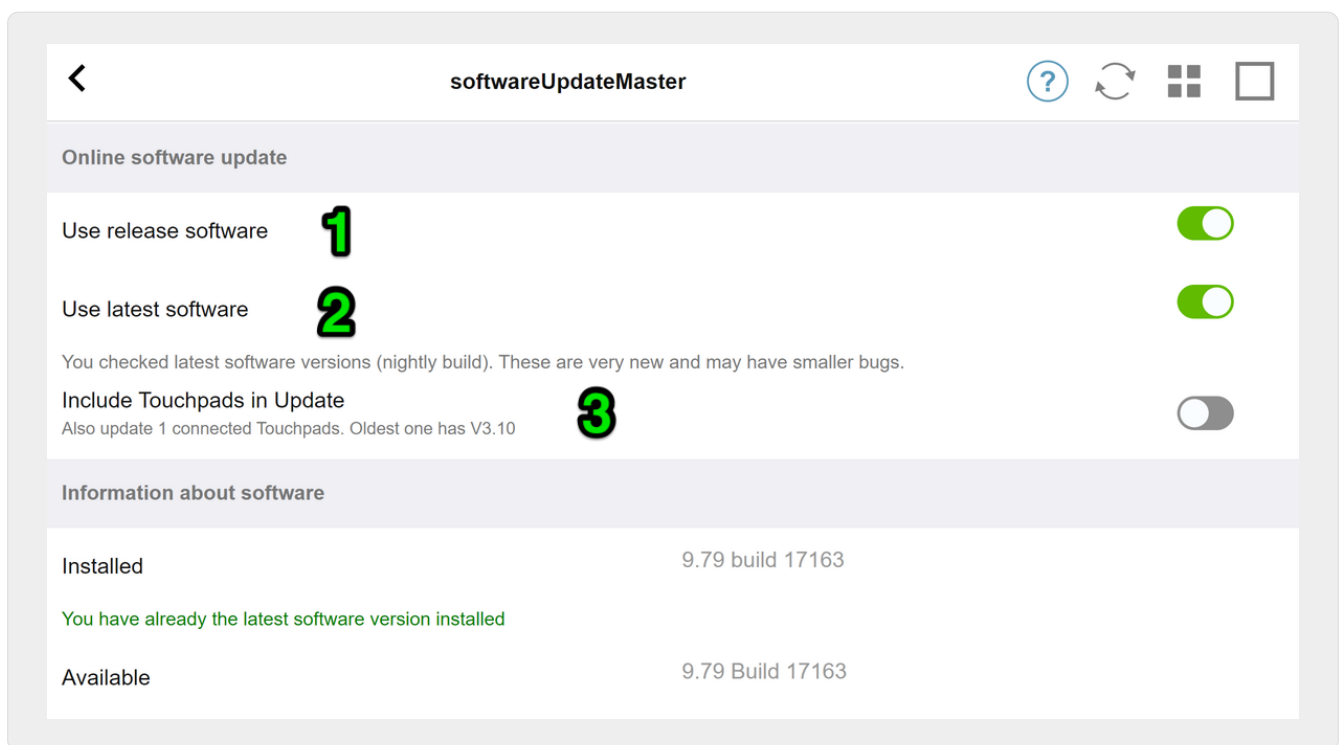 softwareUpdateMaster
?
Online software update
Use release software 1
Use latest software 2
You checked latest software versions (nightly build). These are very new and may have smaller bugs.
Include Touchpads in Update 3
Also update 1 connected Touchpads. Oldest one has V3.10
Information about software
Installed 9.79 build 17163
You have already the latest software version installed
Available 9.79 Build 17163